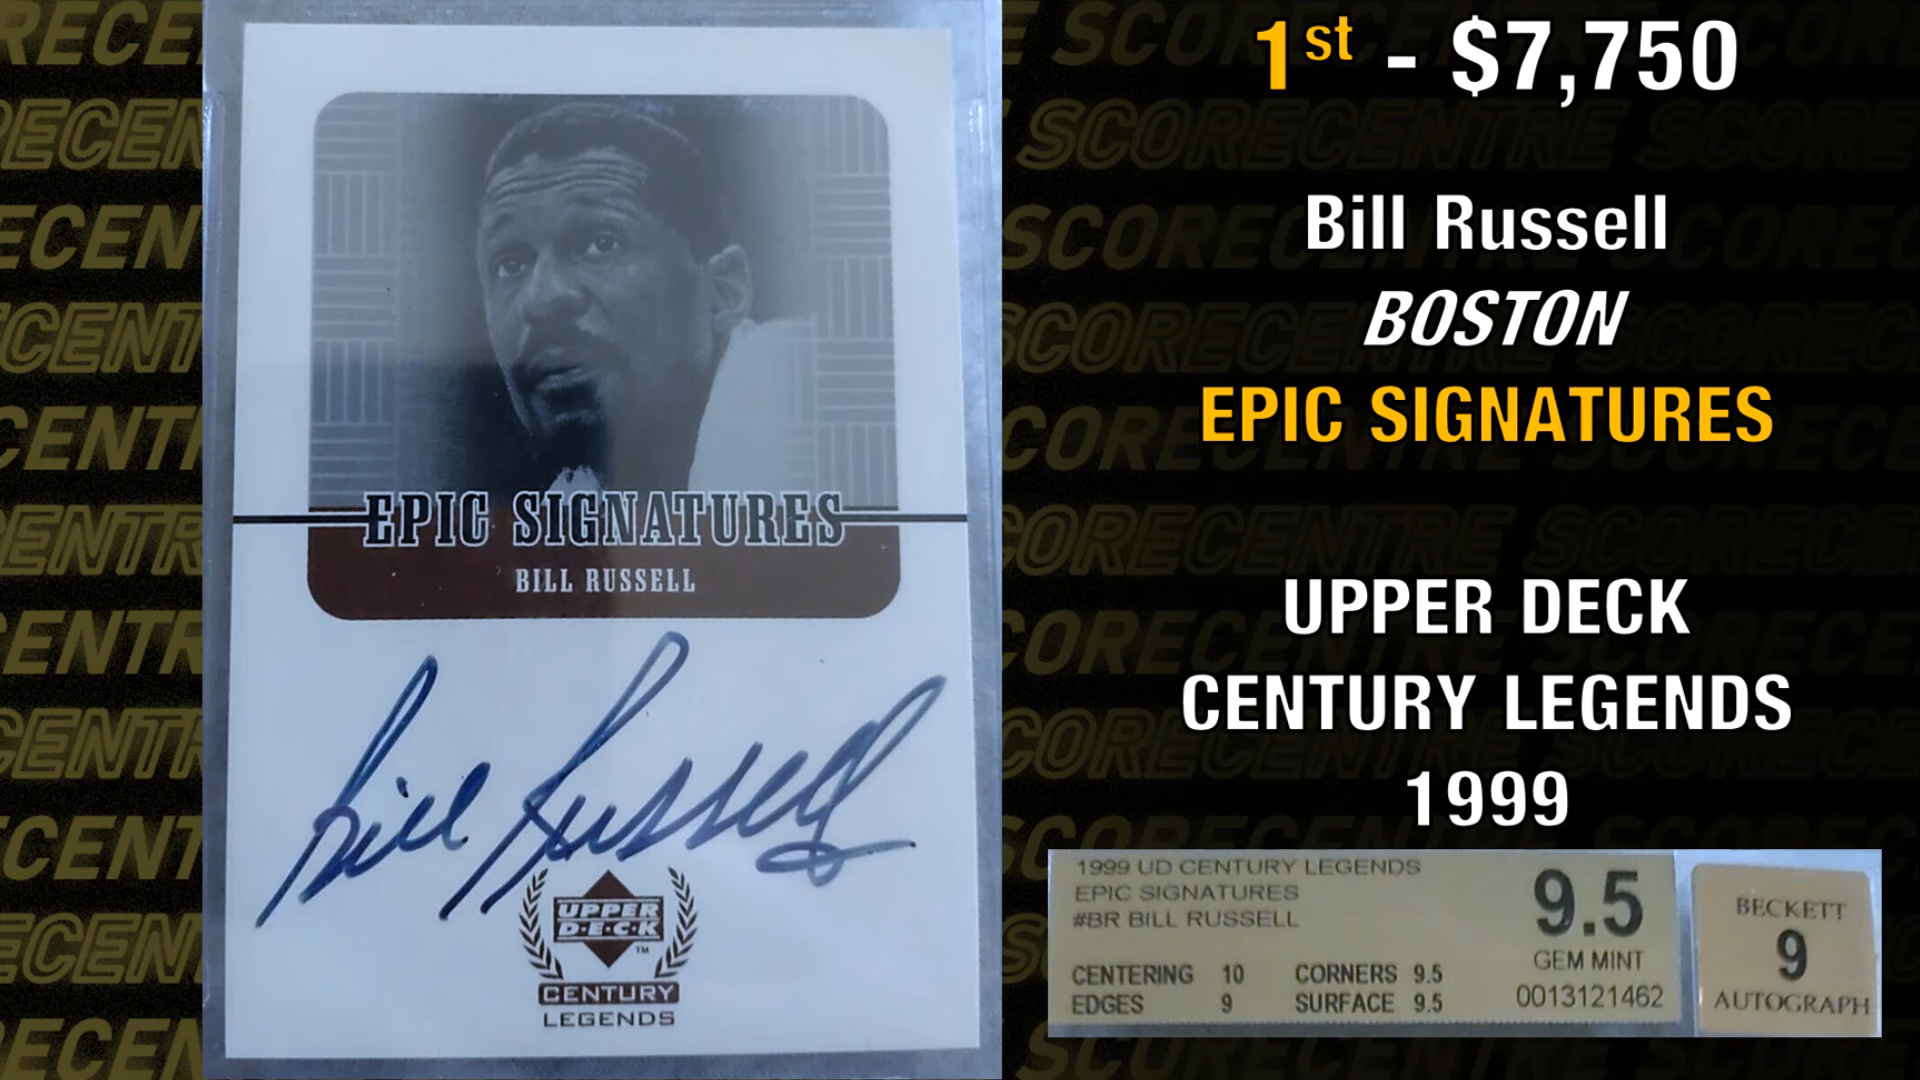 1st - $7,750
Bill Russell
BOSTON
EPIC SIGNATURES
UPPER DECK
CENTURY LEGENDS
1999
EPIC SIGNATURES
BILL RUSSELL
Bill Russell
UPPER
D·E·C·K
TM
CENTURY
LEGENDS
1999 UD CENTURY LEGENDS
EPIC SIGNATURES
#BR BILL RUSSELL
9.5
GEM MINT
0013121462
CENTERING 10 CORNERS 9.5
EDGES 9 SURFACE 9.5
BECKETT
9
AUTOGRAPH